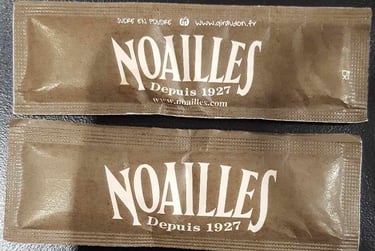 SUCRE EN POUDRE www.giraudon.fr
NOAILLES
Depuis 1927
www.noailles.com
NOAILLES
Depuis 1927